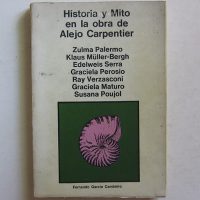 Historia y Mito
en la obra de
Alejo Carpentier
Zulma Palermo
Klaus Müller-Bergh
Edelweis Serra
Graciela Perosio
Ray Verzasconi
Graciela Maturo
Susana Poujol
Fernando García Cambeiro